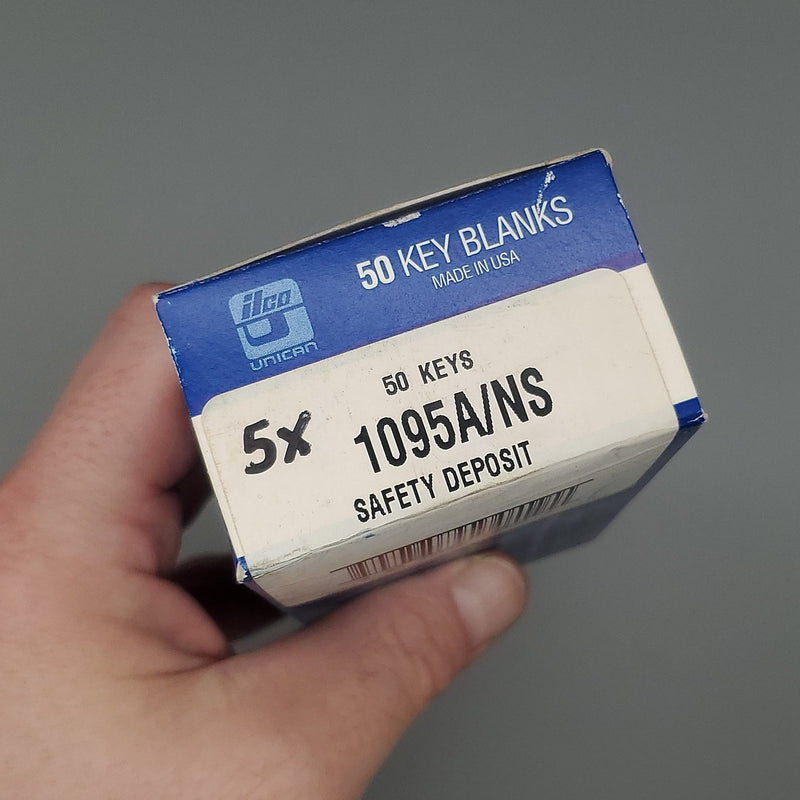 50 KEY BLANKS
MADE IN USA
ilco
UNICAN
50 KEYS
5x
1095A/NS
SAFETY DEPOSIT